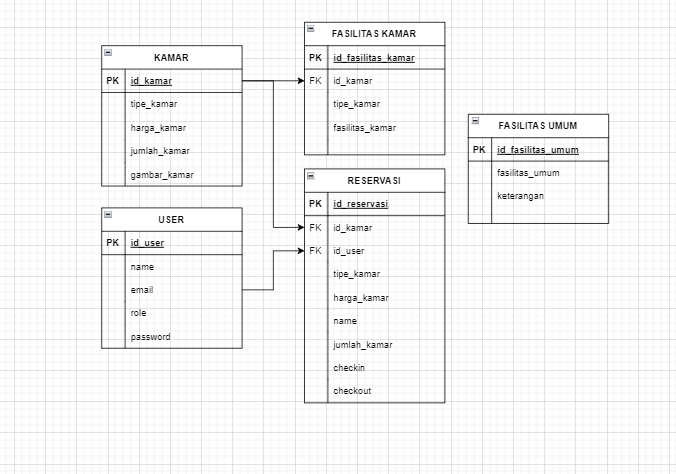 KAMAR
PK id_kamar
tipe_kamar
harga_kamar
jumlah_kamar
gambar_kamar
FASILITAS KAMAR
PK id_fasilitas_kamar
FK id_kamar
tipe_kamar
fasilitas_kamar
USER
PK id_user
name
email
role
password
RESERVASI
PK id_reservasi
FK id_kamar
FK id_user
tipe_kamar
harga_kamar
name
jumlah_kamar
checkin
checkout
FASILITAS UMUM
PK id_fasilitas_umum
fasilitas_umum
keterangan